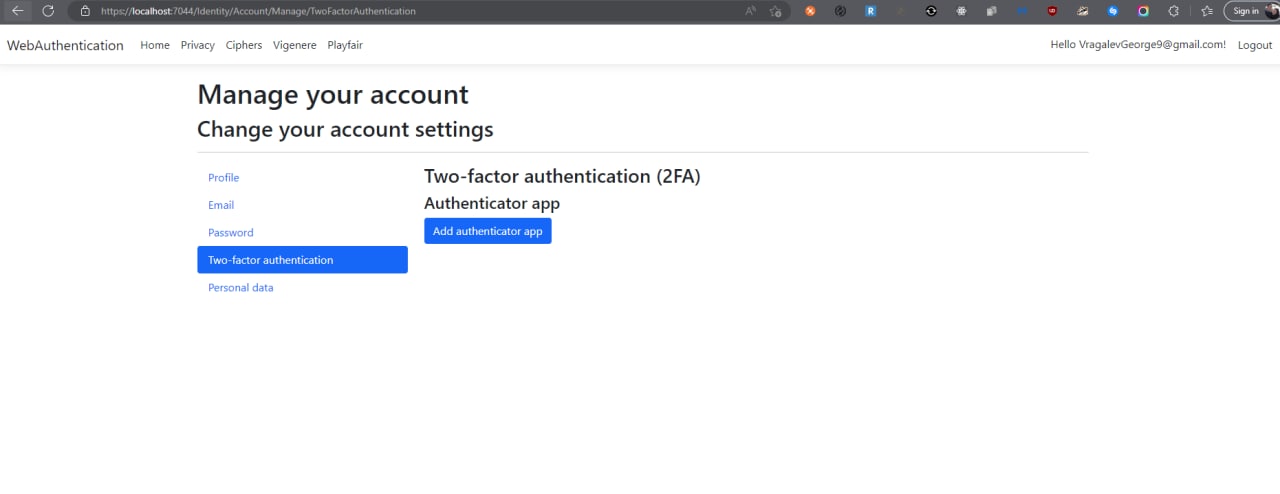 https://localhost:7044/Identity/Account/Manage/TwoFactorAuthentication
Sign in
WebAuthentication Home Privacy Ciphers Vigenere Playfair Hello VragalevGeorge9@gmail.com! Logout
Manage your account
Change your account settings
Profile
Email
Password
Two-factor authentication
Personal data
Two-factor authentication (2FA)
Authenticator app
Add authenticator app